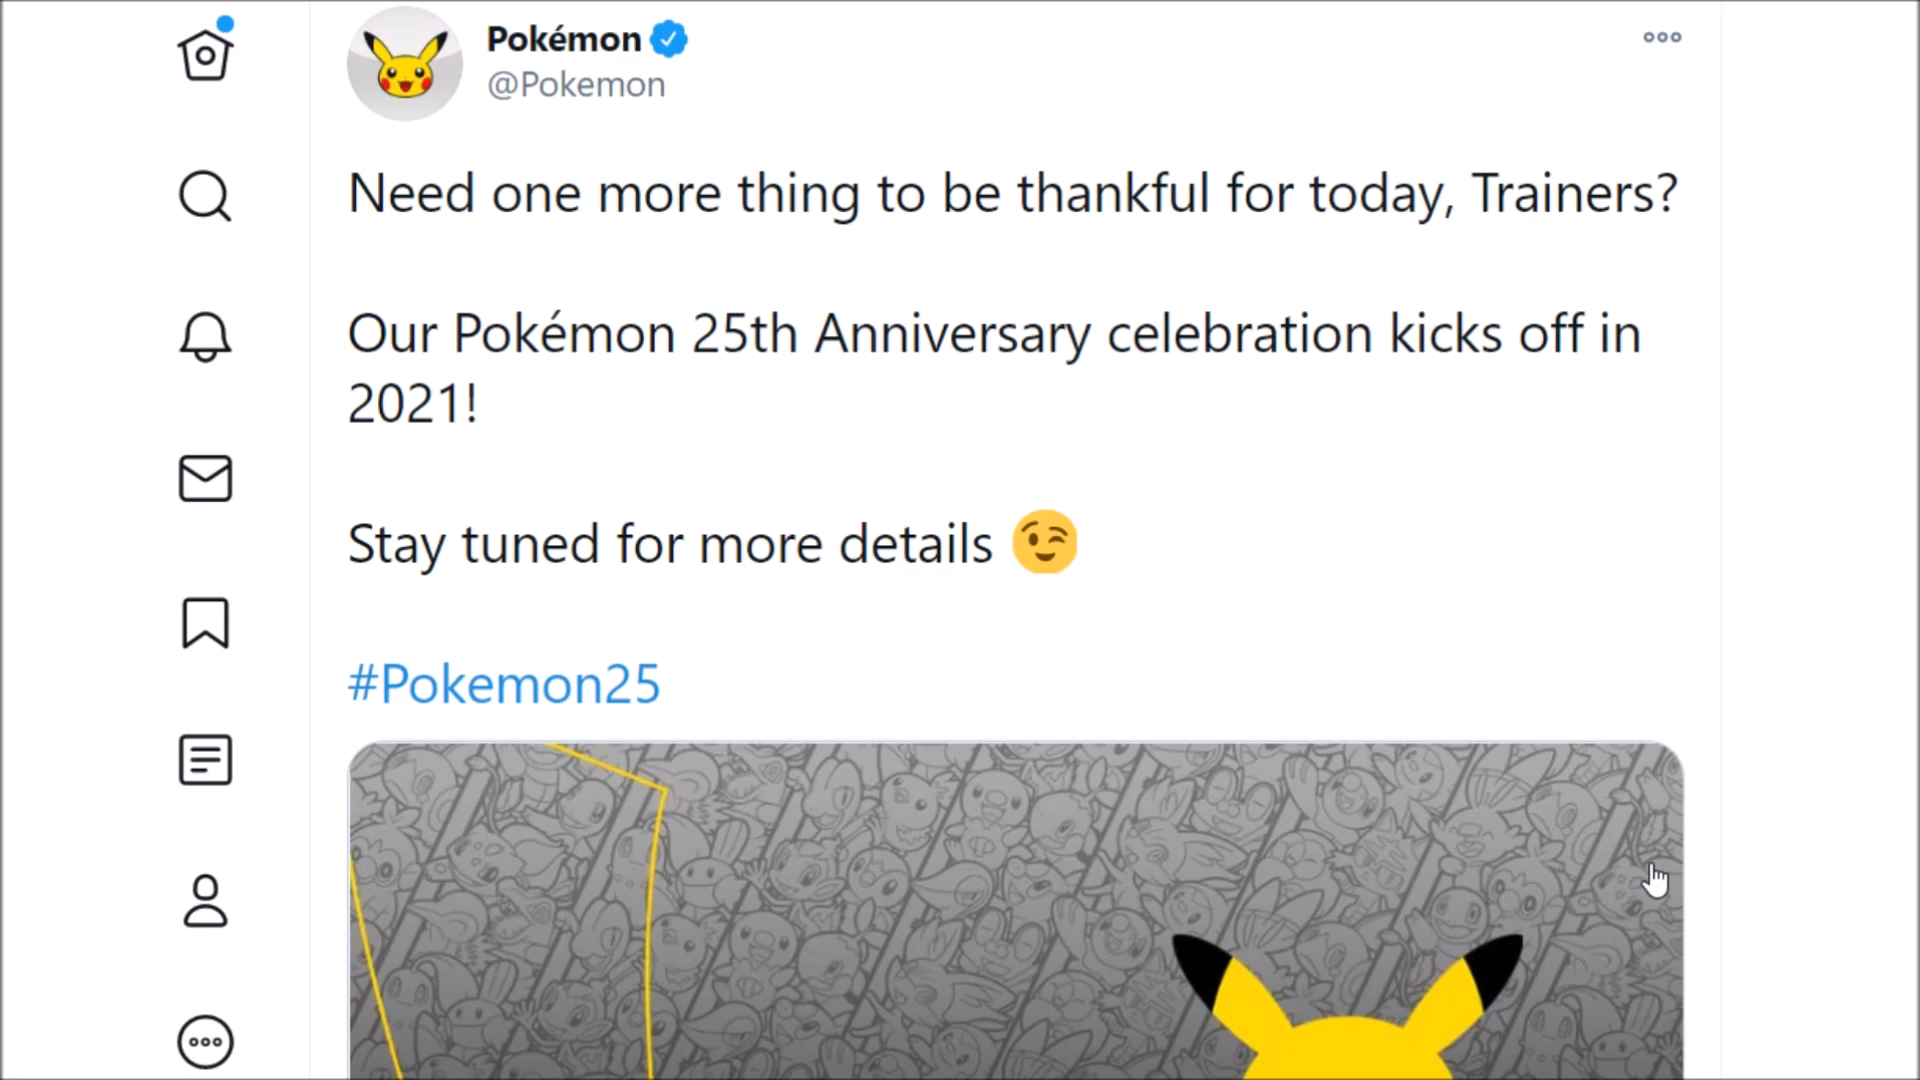 Pokémon
@Pokemon
Need one more thing to be thankful for today, Trainers?
Our Pokémon 25th Anniversary celebration kicks off in
2021!
Stay tuned for more details 😉
#Pokemon25